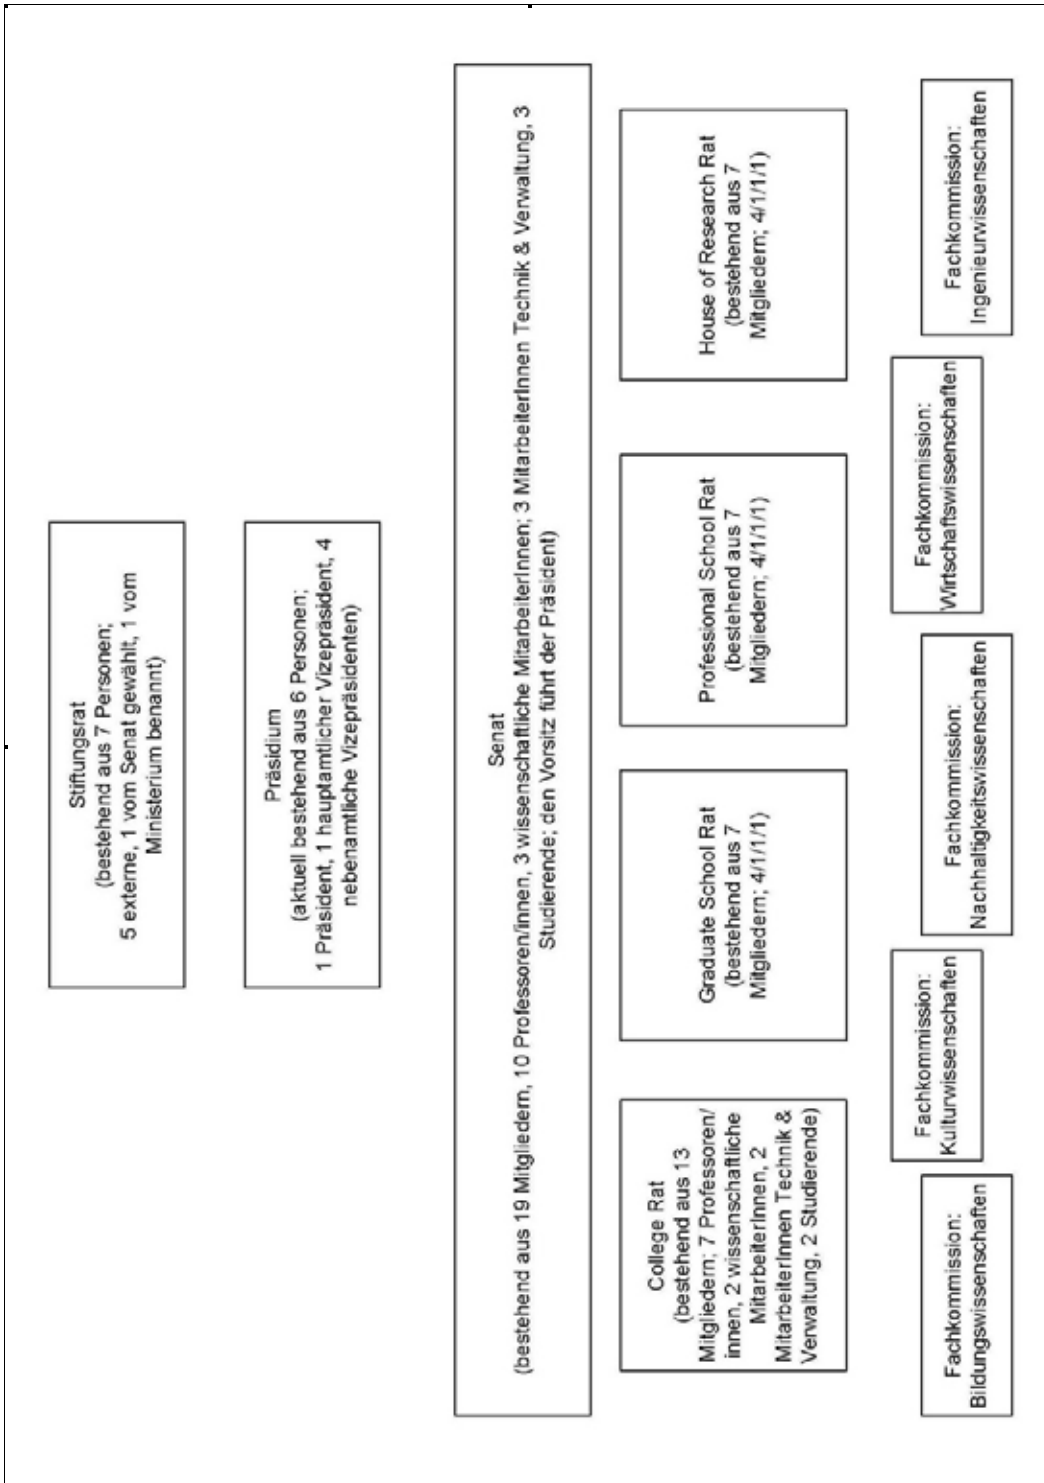 Stiftungsrat
(bestehend aus 7 Personen;
5 externe, 1 vom Senat gewählt, 1 vom
Ministerium benannt)
Präsidium
(aktuell bestehend aus 6 Personen;
1 Präsident, 1 hauptamtlicher Vizepräsident, 4
nebenamtliche Vizepräsidenten)
Senat
(bestehend aus 19 Mitgliedern, 10 Professoren/innen, 3 wissenschaftliche MitarbeiterInnen; 3 MitarbeiterInnen Technik & Verwaltung, 3
Studierende; den Vorsitz führt der Präsident)
College Rat
(bestehend aus 13
Mitgliedern; 7 Professoren/
innen, 2 wissenschaftliche
MitarbeiterInnen, 2
MitarbeiterInnen Technik &
Verwaltung, 2 Studierende)
Graduate School Rat
(bestehend aus 7
Mitgliedern; 4/1/1/1)
Professional School Rat
(bestehend aus 7
Mitgliedern; 4/1/1/1)
House of Research Rat
(bestehend aus 7
Mitgliedern; 4/1/1/1)
Fachkommission:
Bildungswissenschaften
Fachkommission:
Kulturwissenschaften
Fachkommission:
Nachhaltigkeitswissenschaften
Fachkommission:
Wirtschaftswissenschaften
Fachkommission:
Ingenieurwissenschaften